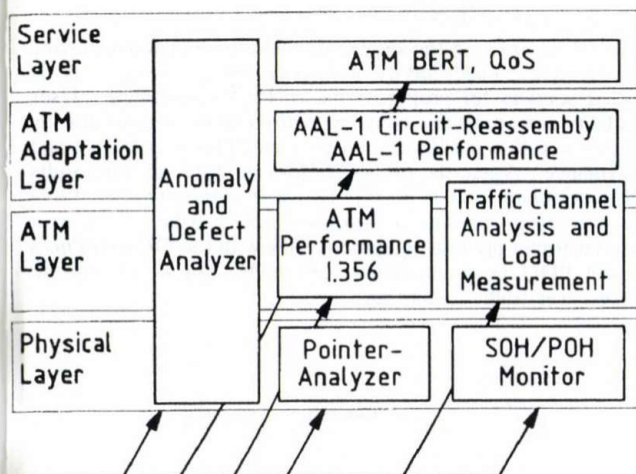 Service
Layer
ATM BERT, QoS
ATM
Adaptation
Layer
AAL-1 Circuit-Reassembly
AAL-1 Performance
Anomaly
and
Defect
Analyzer
ATM
Layer
ATM
Performance
I.356
Traffic Channel
Analysis and
Load
Measurement
Physical
Layer
Pointer-
Analyzer
SOH/POH
Monitor